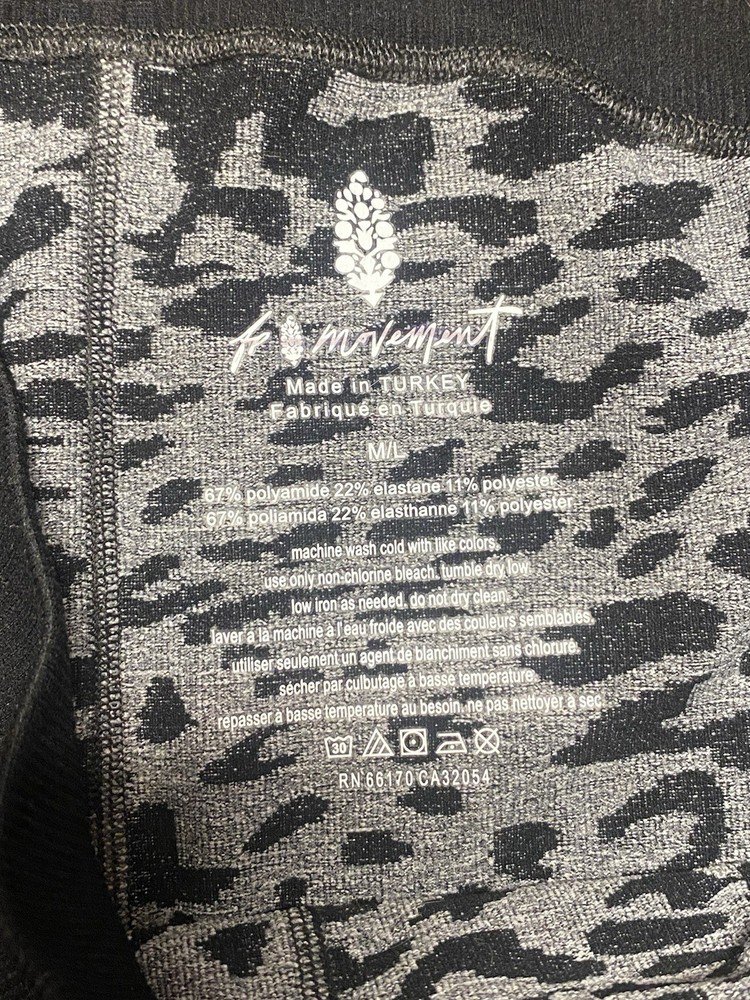 fp movement
Made in TURKEY
Fabriqué en Turquie
M/L
67% polyamide 22% elastane 11% polyester
67% poliamida 22% elasthanne 11% polyester
machine wash cold with like colors.
use only non-chlorine bleach. tumble dry low.
low iron as needed. do not dry clean.
laver a la machine a l'eau froide avec des couleurs semblables.
utiliser seulement un agent de blanchiment sans chlorure.
sécher par culbutage à basse temperature.
repasser à basse temperature au besoin. ne pas nettoyer a sec.
30
RN 66170 CA32054